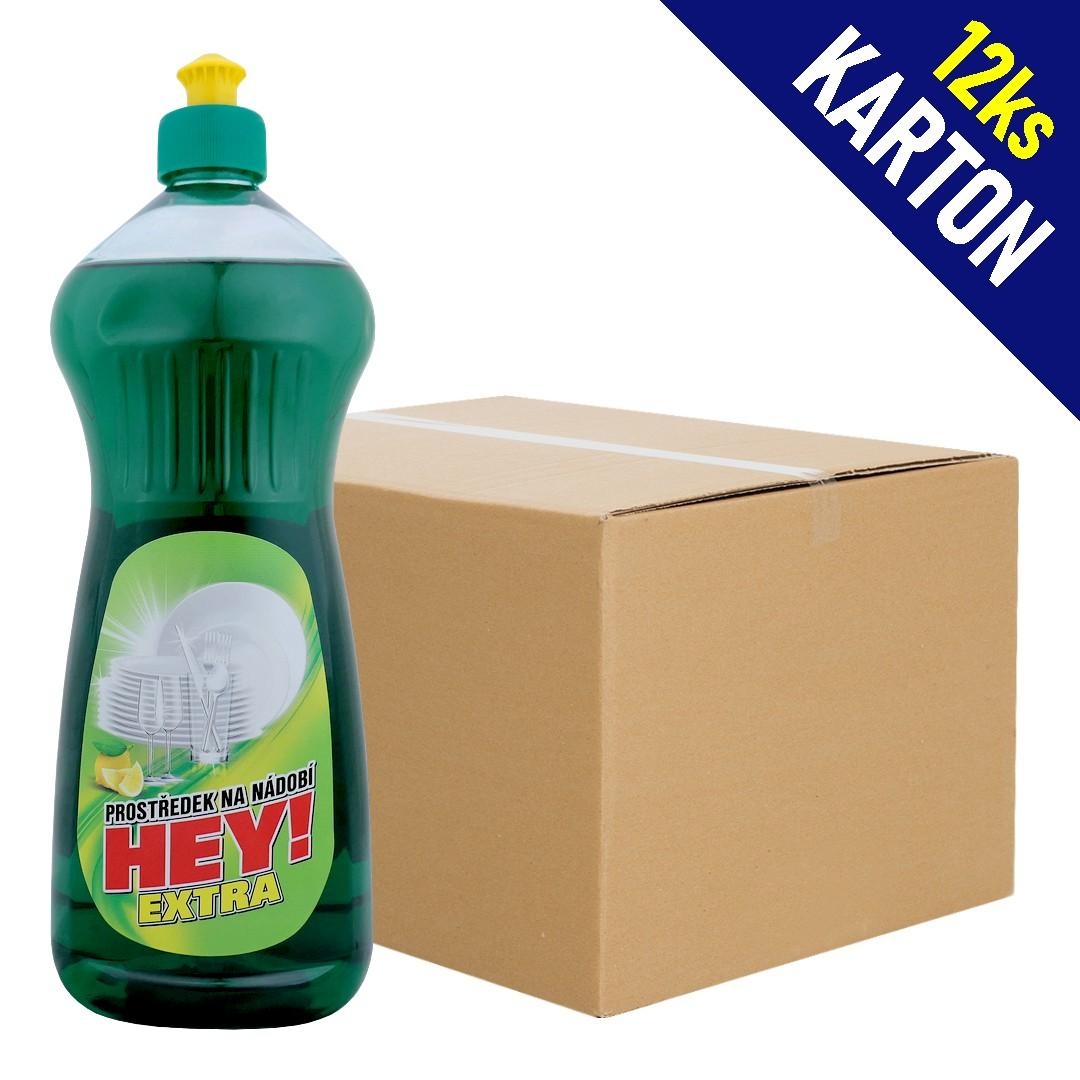 12ks
KARTON
PROSTŘEDEK NA NÁDOBÍ
HEY!
EXTRA